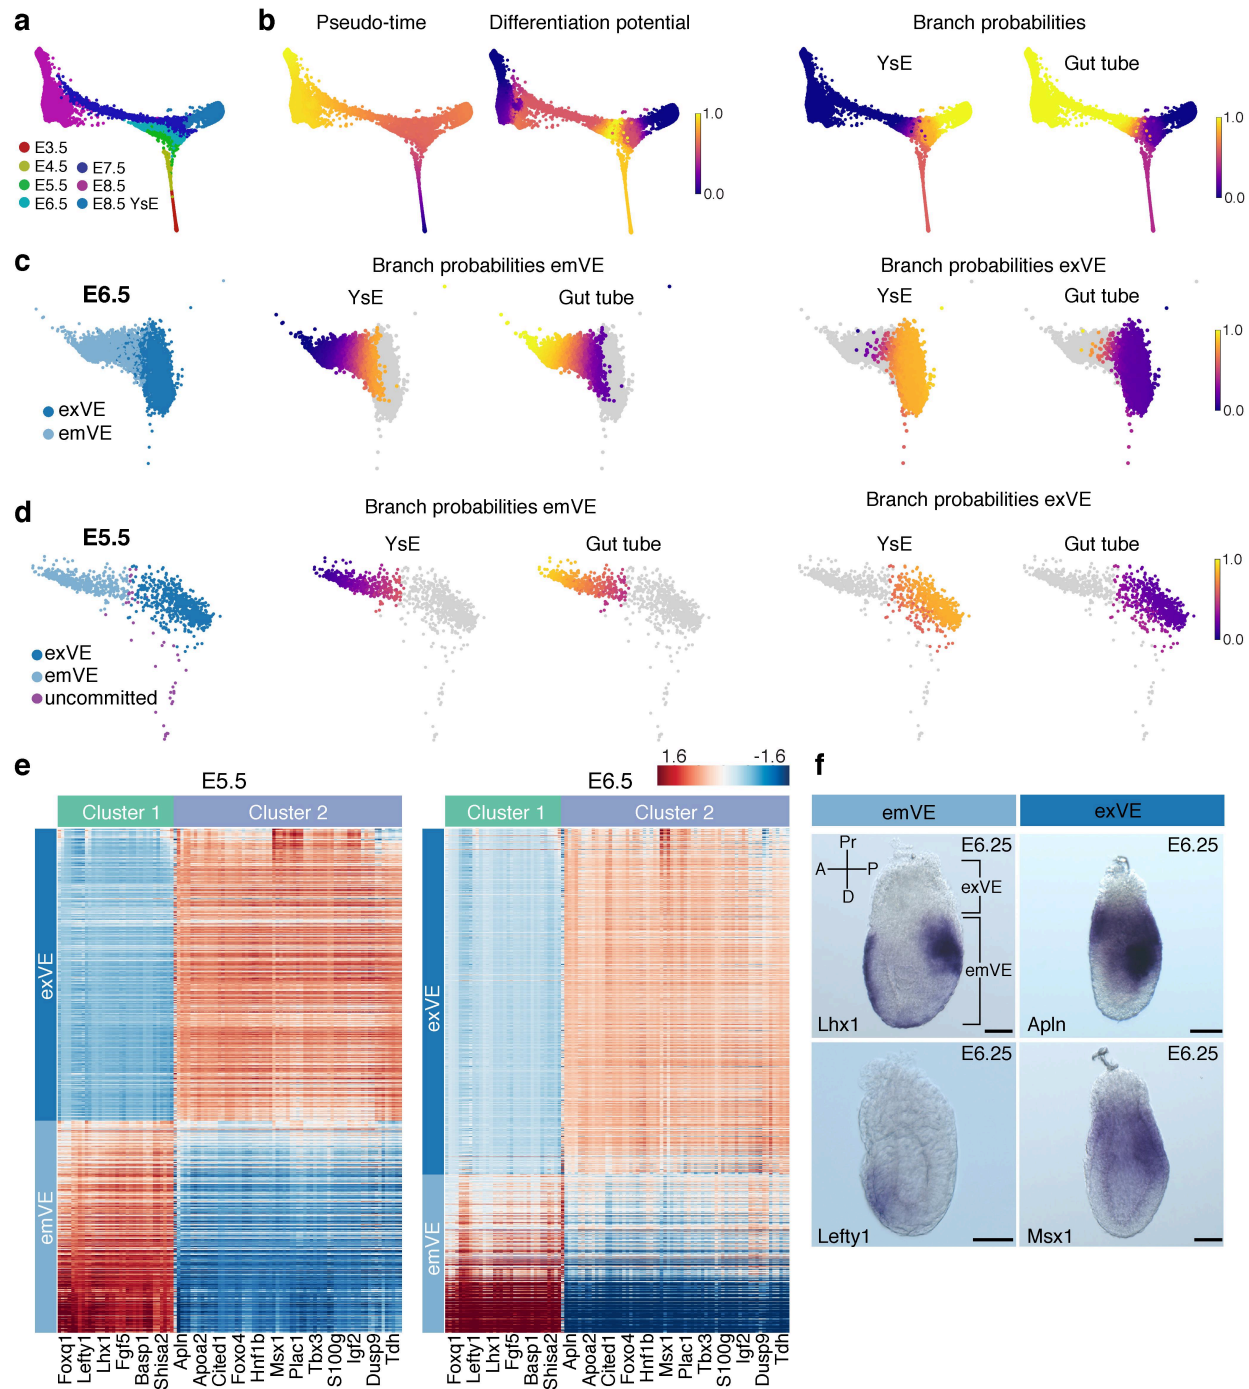 a
E3.5
E4.5
E5.5
E6.5
E7.5
E8.5
E8.5 YsE
b
Pseudo-time
Differentiation potential
Branch probabilities
YsE
Gut tube
1.0
0.0
1.0
0.0
c
E6.5
exVE
emVE
Branch probabilities emVE
YsE
Gut tube
Branch probabilities exVE
YsE
Gut tube
1.0
0.0
d
E5.5
exVE
emVE
uncommitted
Branch probabilities emVE
YsE
Gut tube
Branch probabilities exVE
YsE
Gut tube
1.0
0.0
e
1.6
-1.6
E5.5
Cluster 1
Cluster 2
exVE
emVE
Foxq1
Lefty1
Lhx1
Fgf5
Basp1
Shisa2
Apln
Apoa2
Cited1
Foxo4
Hnf1b
Msx1
Plac1
Tbx3
S100g
Igf2
Dusp9
Tdh
E6.5
Cluster 1
Cluster 2
exVE
emVE
Foxq1
Lefty1
Lhx1
Fgf5
Basp1
Shisa2
Apln
Apoa2
Cited1
Foxo4
Hnf1b
Msx1
Plac1
Tbx3
S100g
Igf2
Dusp9
Tdh
f
emVE
exVE
Pr
A
P
D
E6.25
exVE
emVE
Lhx1
E6.25
Apln
E6.25
Lefty1
E6.25
Msx1